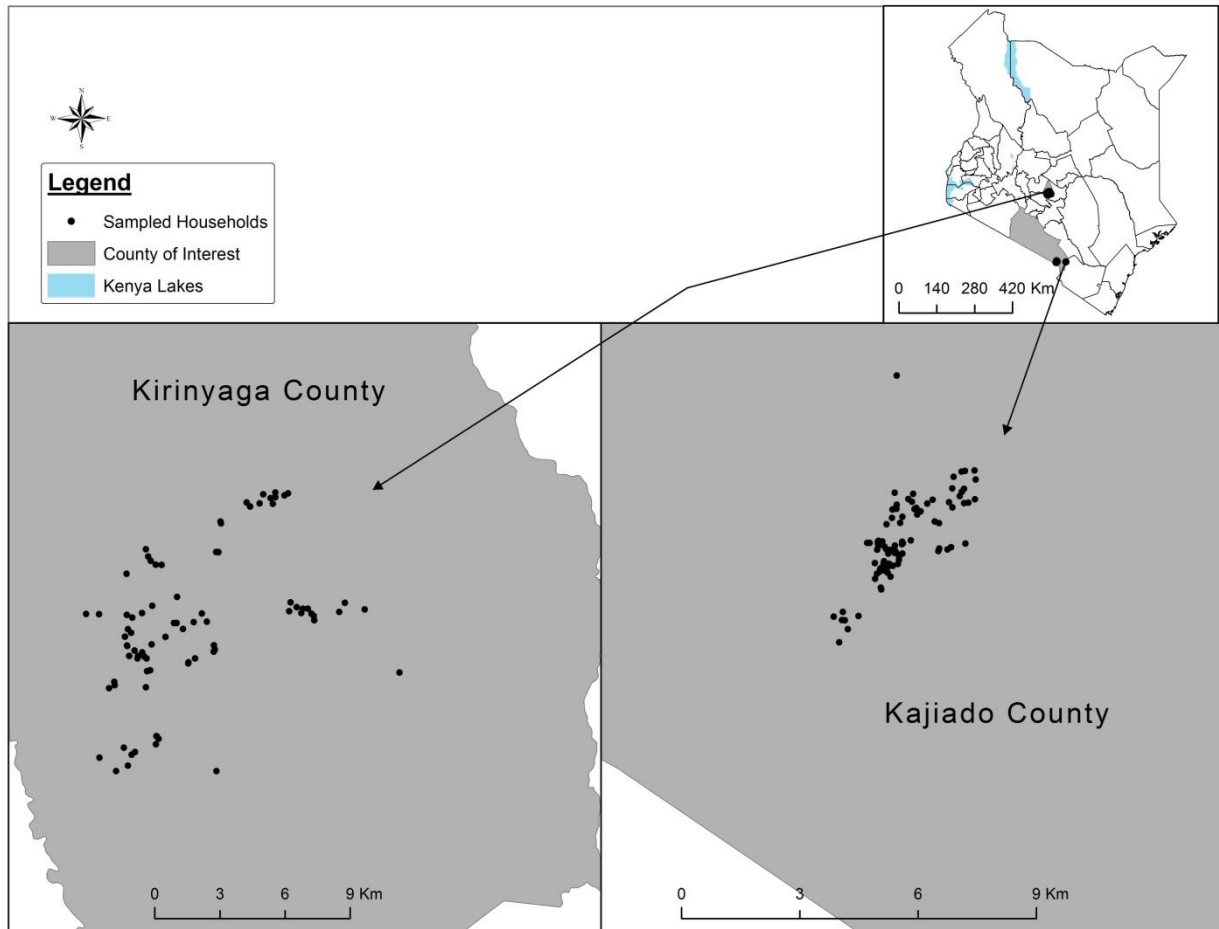 N
W E
S
Legend
Sampled Households
County of Interest
Kenya Lakes
0 140 280 420 Km
Kirinyaga County
Kajiado County
0 3 6 9 Km
0 3 6 9 Km